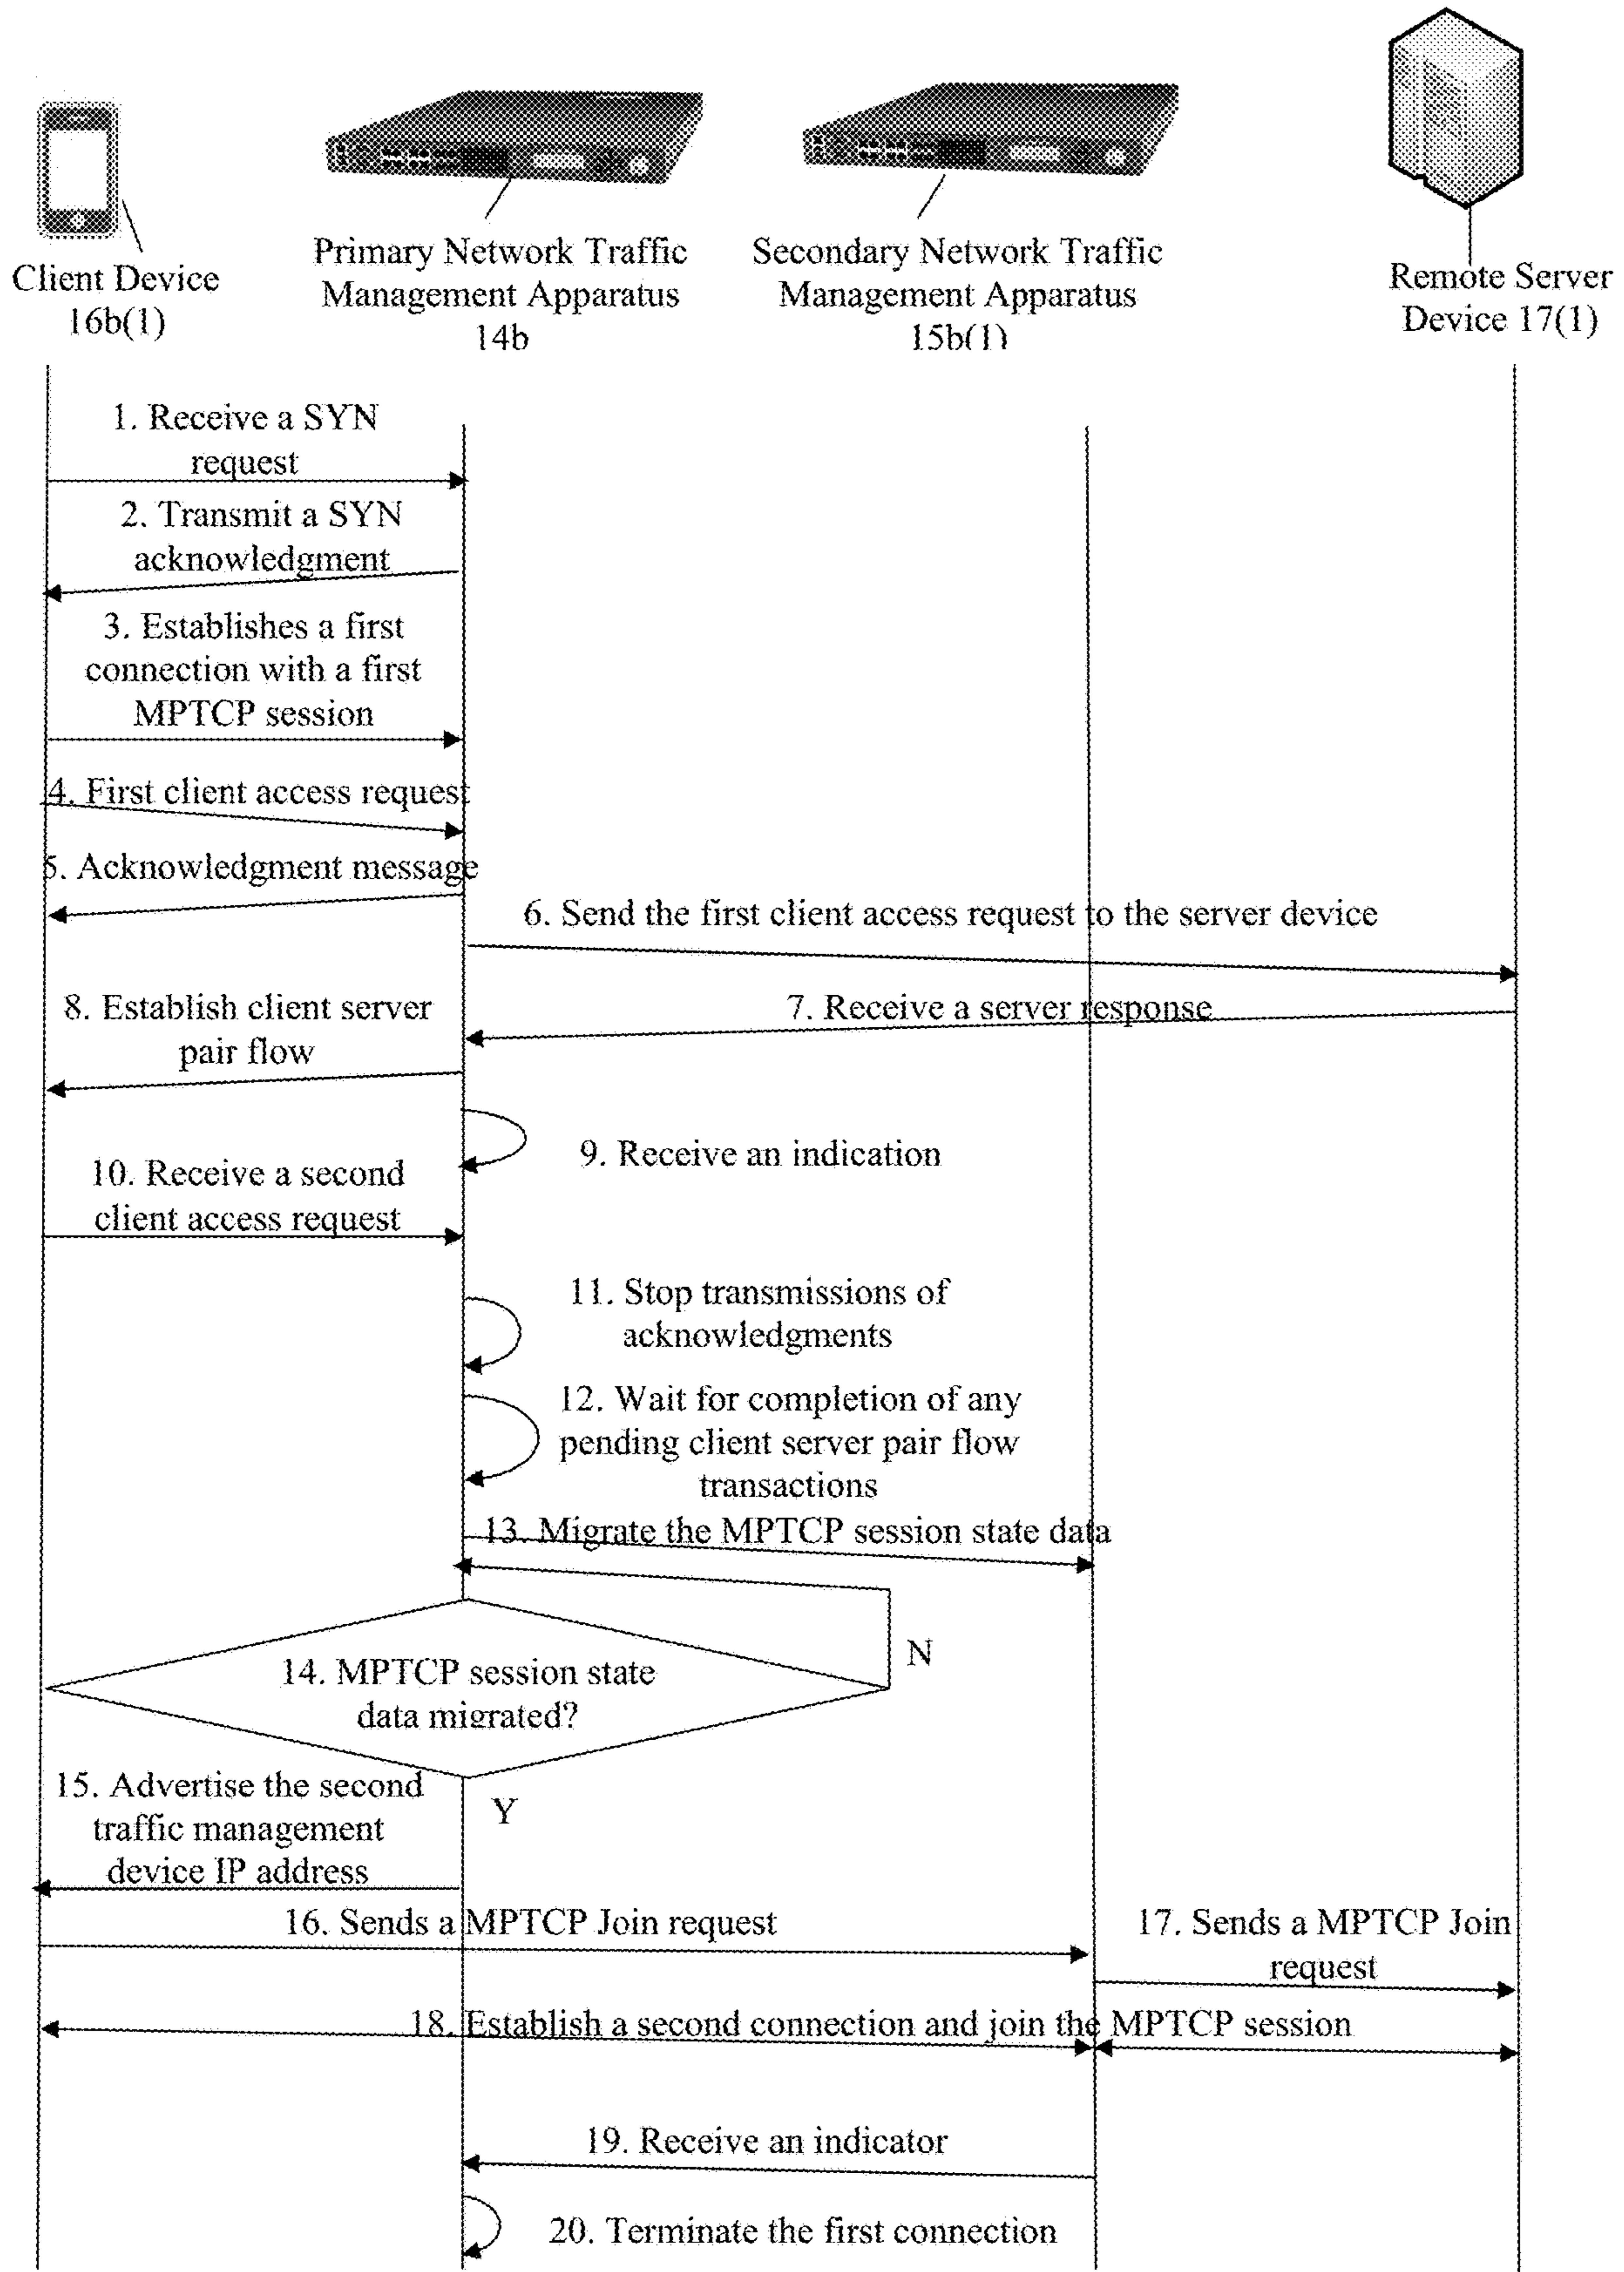 Client Device
16b(1)
Primary Network Traffic
Management Apparatus
14b
Secondary Network Traffic
Management Apparatus
15b(1)
Remote Server
Device 17(1)
1. Receive a SYN
request
2. Transmit a SYN
acknowledgment
3. Establishes a first
connection with a first
MPTCP session
4. First client access request
5. Acknowledgment message
6. Send the first client access request to the server device
7. Receive a server response
8. Establish client server
pair flow
9. Receive an indication
10. Receive a second
client access request
11. Stop transmissions of
acknowledgments
12. Wait for completion of any
pending client server pair flow
transactions
13. Migrate the MPTCP session state data
N
14. MPTCP session state
data migrated?
Y
15. Advertise the second
traffic management
device IP address
16. Sends a MPTCP Join request
17. Sends a MPTCP Join
request
18. Establish a second connection and join the MPTCP session
19. Receive an indicator
20. Terminate the first connection